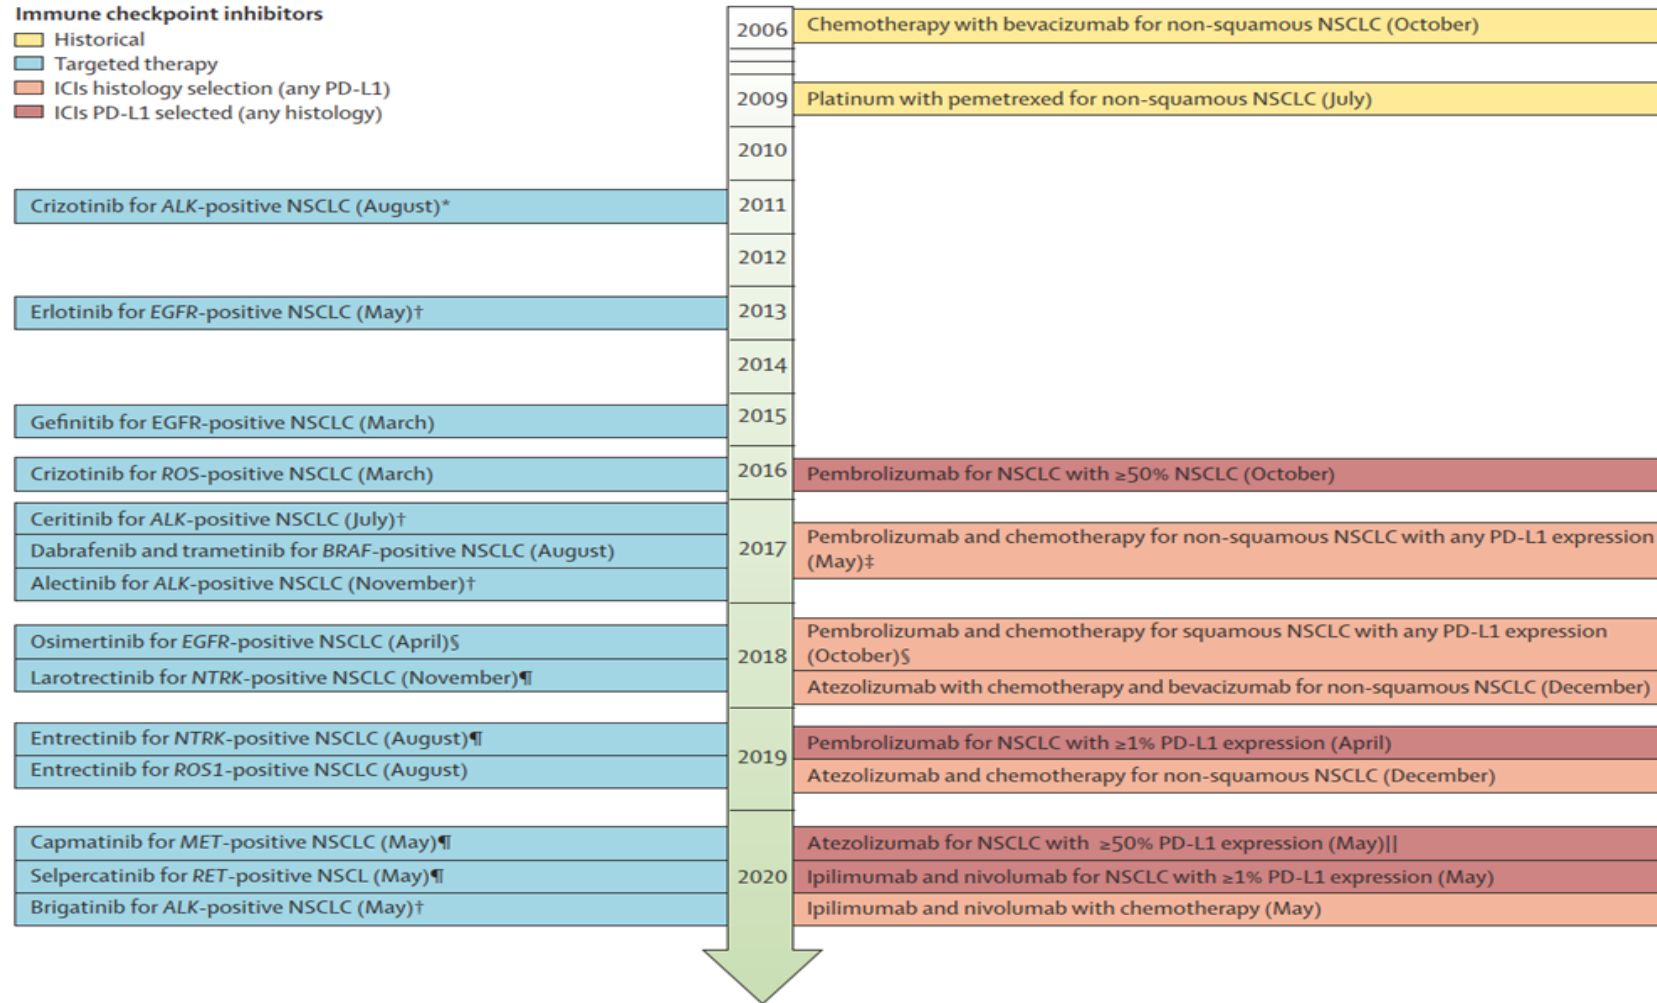 Immune checkpoint inhibitors
Historical
Targeted therapy
ICIs histology selection (any PD-L1)
ICIs PD-L1 selected (any histology)
2006
Chemotherapy with bevacizumab for non-squamous NSCLC (October)
2009
Platinum with pemetrexed for non-squamous NSCLC (July)
2010
Crizotinib for ALK-positive NSCLC (August)*
2011
2012
Erlotinib for EGFR-positive NSCLC (May)†
2013
2014
Gefinitib for EGFR-positive NSCLC (March)
2015
Crizotinib for ROS-positive NSCLC (March)
2016
Pembrolizumab for NSCLC with ≥50% NSCLC (October)
Ceritinib for ALK-positive NSCLC (July)†
Dabrafenib and trametinib for BRAF-positive NSCLC (August)
Alectinib for ALK-positive NSCLC (November)†
2017
Pembrolizumab and chemotherapy for non-squamous NSCLC with any PD-L1 expression
(May)‡
Osimertinib for EGFR-positive NSCLC (April)§
Larotrectinib for NTRK-positive NSCLC (November)¶
2018
Pembrolizumab and chemotherapy for squamous NSCLC with any PD-L1 expression
(October)§
Atezolizumab with chemotherapy and bevacizumab for non-squamous NSCLC (December)
Entrectinib for NTRK-positive NSCLC (August)¶
Entrectinib for ROS1-positive NSCLC (August)
2019
Pembrolizumab for NSCLC with ≥1% PD-L1 expression (April)
Atezolizumab and chemotherapy for non-squamous NSCLC (December)
Capmatinib for MET-positive NSCLC (May)¶
Selpercatinib for RET-positive NSCL (May)¶
Brigatinib for ALK-positive NSCLC (May)†
2020
Atezolizumab for NSCLC with ≥50% PD-L1 expression (May)||
Ipilimumab and nivolumab for NSCLC with ≥1% PD-L1 expression (May)
Ipilimumab and nivolumab with chemotherapy (May)